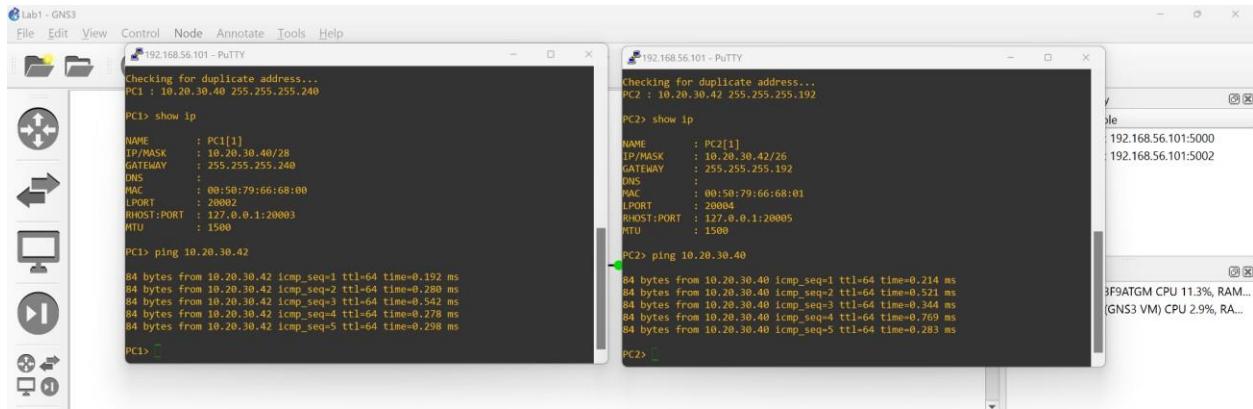 Lab1 - GNS3
File Edit View Control Node Annotate Tools Help
192.168.56.101 - PuTTY
Checking for duplicate address...
PC1 : 10.20.30.40 255.255.255.240
PC1> show ip
NAME : PC1[1]
IP/MASK : 10.20.30.40/28
GATEWAY : 255.255.255.240
DNS :
MAC : 00:50:79:66:68:00
LPORT : 20002
RHOST:PORT : 127.0.0.1:20003
MTU : 1500
PC1> ping 10.20.30.42
84 bytes from 10.20.30.42 icmp_seq=1 ttl=64 time=0.192 ms
84 bytes from 10.20.30.42 icmp_seq=2 ttl=64 time=0.280 ms
84 bytes from 10.20.30.42 icmp_seq=3 ttl=64 time=0.542 ms
84 bytes from 10.20.30.42 icmp_seq=4 ttl=64 time=0.278 ms
84 bytes from 10.20.30.42 icmp_seq=5 ttl=64 time=0.298 ms
PC1>
192.168.56.101 - PuTTY
Checking for duplicate address...
PC2 : 10.20.30.42 255.255.255.192
PC2> show ip
NAME : PC2[1]
IP/MASK : 10.20.30.42/26
GATEWAY : 255.255.255.192
DNS :
MAC : 00:50:79:66:68:01
LPORT : 20004
RHOST:PORT : 127.0.0.1:20005
MTU : 1500
PC2> ping 10.20.30.40
84 bytes from 10.20.30.40 icmp_seq=1 ttl=64 time=0.214 ms
84 bytes from 10.20.30.40 icmp_seq=2 ttl=64 time=0.521 ms
84 bytes from 10.20.30.40 icmp_seq=3 ttl=64 time=0.344 ms
84 bytes from 10.20.30.40 icmp_seq=4 ttl=64 time=0.769 ms
84 bytes from 10.20.30.40 icmp_seq=5 ttl=64 time=0.283 ms
PC2>
192.168.56.101:5000
192.168.56.101:5002
CPU 11.3%, RAM...
(GNS3 VM) CPU 2.9%, RA...